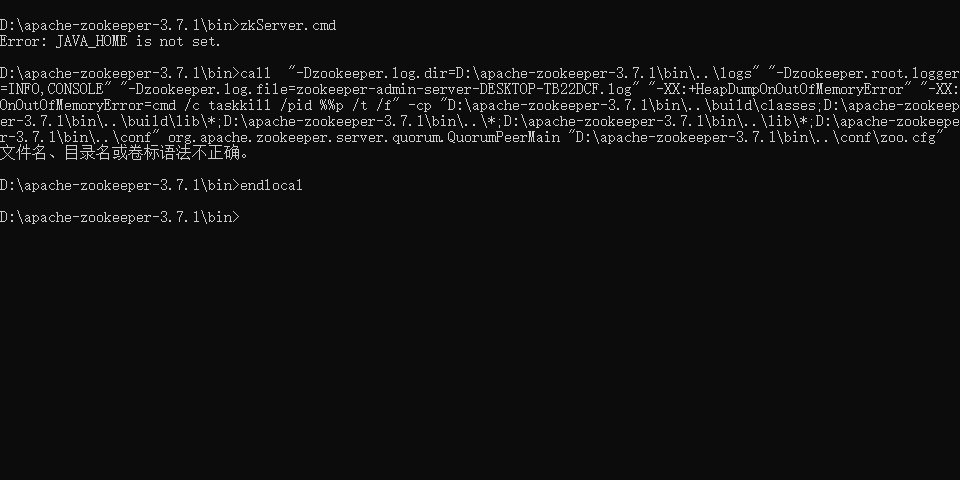 D:\apache-zookeeper-3.7.1\bin>zkServer.cmd
Error: JAVA_HOME is not set.
D:\apache-zookeeper-3.7.1\bin>call  "-Dzookeeper.log.dir=D:\apache-zookeeper-3.7.1\bin\..\logs" "-Dzookeeper.root.logger
=INFO,CONSOLE" "-Dzookeeper.log.file=zookeeper-admin-server-DESKTOP-TB22DCF.log" "-XX:+HeapDumpOnOutOfMemoryError" "-XX:
OnOutOfMemoryError=cmd /c taskkill /pid %%p /t /f" -cp "D:\apache-zookeeper-3.7.1\bin\..\build\classes;D:\apache-zookeep
er-3.7.1\bin\..\build\lib\*;D:\apache-zookeeper-3.7.1\bin\..\*;D:\apache-zookeeper-3.7.1\bin\..\lib\*;D:\apache-zookeepe
r-3.7.1\bin\..\conf" org.apache.zookeeper.server.quorum.QuorumPeerMain "D:\apache-zookeeper-3.7.1\bin\..\conf\zoo.cfg"
文件名、目录名或卷标语法不正确。
D:\apache-zookeeper-3.7.1\bin>endlocal
D:\apache-zookeeper-3.7.1\bin>